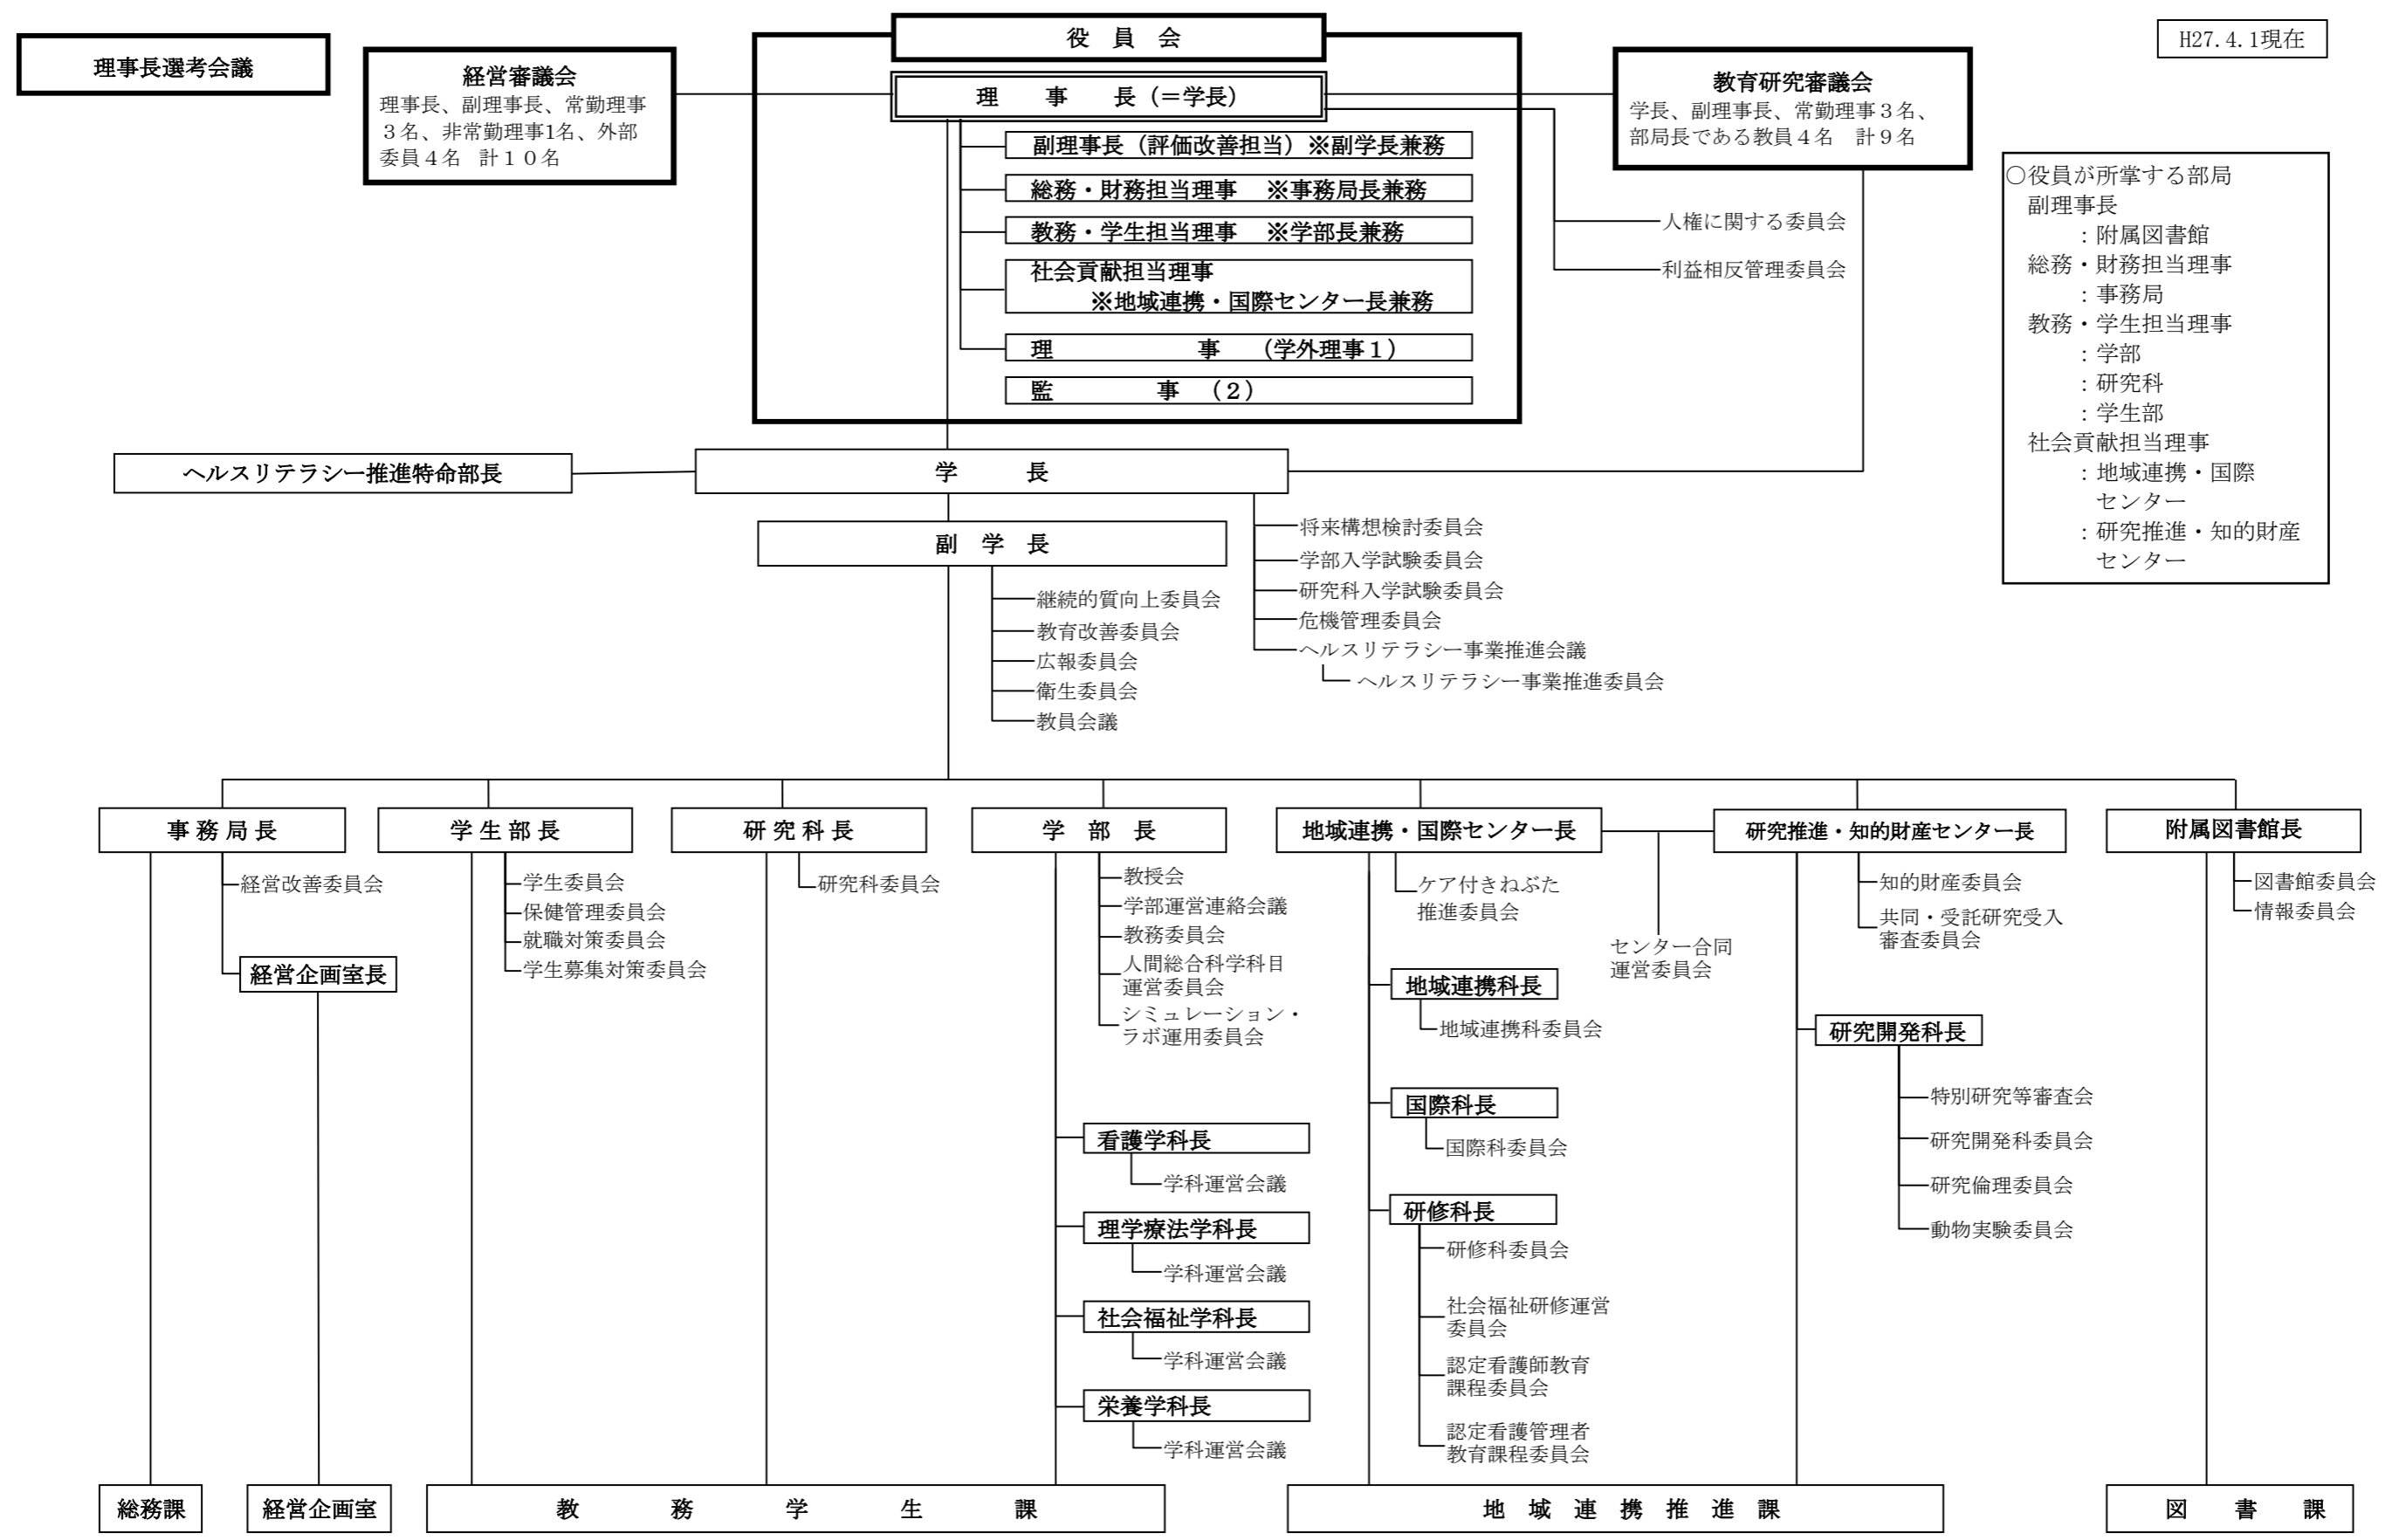 役　員　会
H27.4.1現在
理事長選考会議
経営審議会
理事長、副理事長、常勤理事
３名、非常勤理事1名、外部
委員４名　計１０名
理　　事　　長（＝学長）
教育研究審議会
学長、副理事長、常勤理事３名、
部局長である教員４名　計９名
副理事長（評価改善担当）※副学長兼務
総務・財務担当理事　※事務局長兼務
教務・学生担当理事　※学部長兼務
社会貢献担当理事
※地域連携・国際センター長兼務
理　　　　　　事　（学外理事１）
監　　　　　事　（２）
人権に関する委員会
利益相反管理委員会
○役員が所掌する部局
副理事長
：附属図書館
総務・財務担当理事
：事務局
教務・学生担当理事
：学部
：研究科
：学生部
社会貢献担当理事
：地域連携・国際
センター
：研究推進・知的財産
センター
ヘルスリテラシー推進特命部長
学　　　長
副　学　長
将来構想検討委員会
学部入学試験委員会
研究科入学試験委員会
危機管理委員会
ヘルスリテラシー事業推進会議
ヘルスリテラシー事業推進委員会
継続的質向上委員会
教育改善委員会
広報委員会
衛生委員会
教員会議
事務局長
経営改善委員会
経営企画室長
学生部長
学生委員会
保健管理委員会
就職対策委員会
学生募集対策委員会
研究科長
研究科委員会
学　部　長
教授会
学部運営連絡会議
教務委員会
人間総合科学科目
運営委員会
シミュレーション・
ラボ運用委員会
看護学科長
学科運営会議
理学療法学科長
学科運営会議
社会福祉学科長
学科運営会議
栄養学科長
学科運営会議
地域連携・国際センター長
ケア付きねぶた
推進委員会
地域連携科長
地域連携科委員会
国際科長
国際科委員会
研修科長
研修科委員会
社会福祉研修運営
委員会
認定看護師教育
課程委員会
認定看護管理者
教育課程委員会
センター合同
運営委員会
研究推進・知的財産センター長
知的財産委員会
共同・受託研究受入
審査委員会
研究開発科長
特別研究等審査会
研究開発科委員会
研究倫理委員会
動物実験委員会
附属図書館長
図書館委員会
情報委員会
総務課
経営企画室
教　　務　　学　　生　　課
地　域　連　携　推　進　課
図　　書　　課